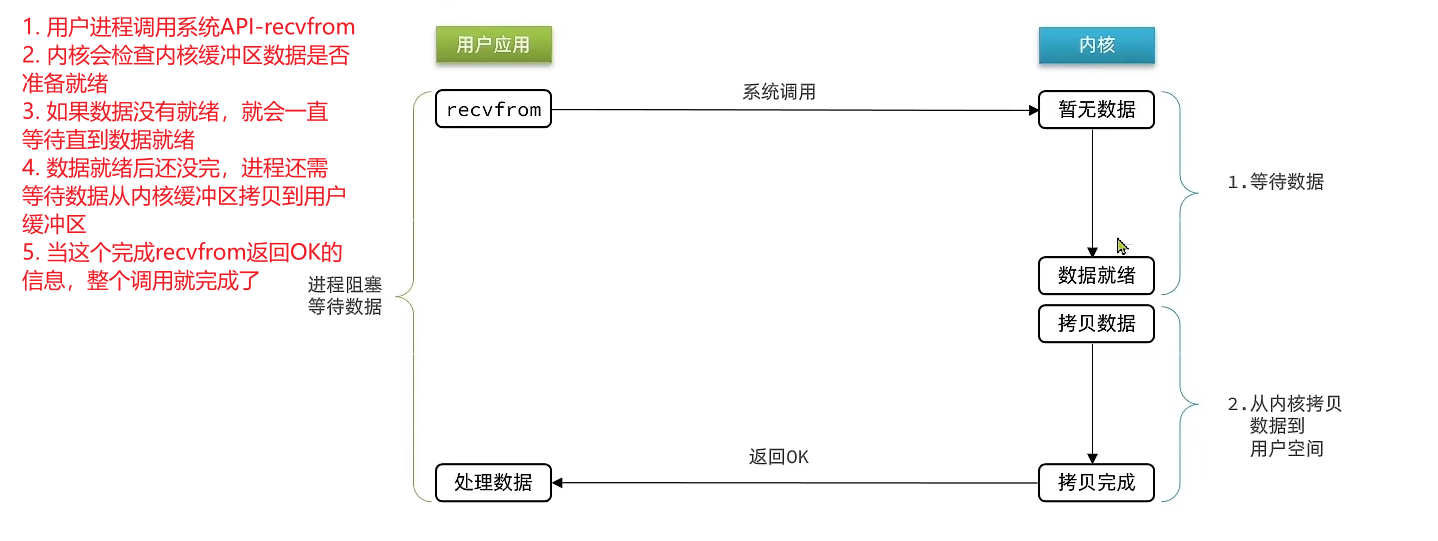 1. 用户进程调用系统API-recvfrom
2. 内核会检查内核缓冲区数据是否
准备就绪
3. 如果数据没有就绪，就会一直
等待直到数据就绪
4. 数据就绪后还没完，进程还需
等待数据从内核缓冲区拷贝到用户
缓冲区
5. 当这个完成recvfrom返回OK的
信息，整个调用就完成了
用户应用
内核
recvfrom
系统调用
暂无数据
1.等待数据
进程阻塞
等待数据
数据就绪
拷贝数据
2.从内核拷贝
数据到
用户空间
处理数据
返回OK
拷贝完成